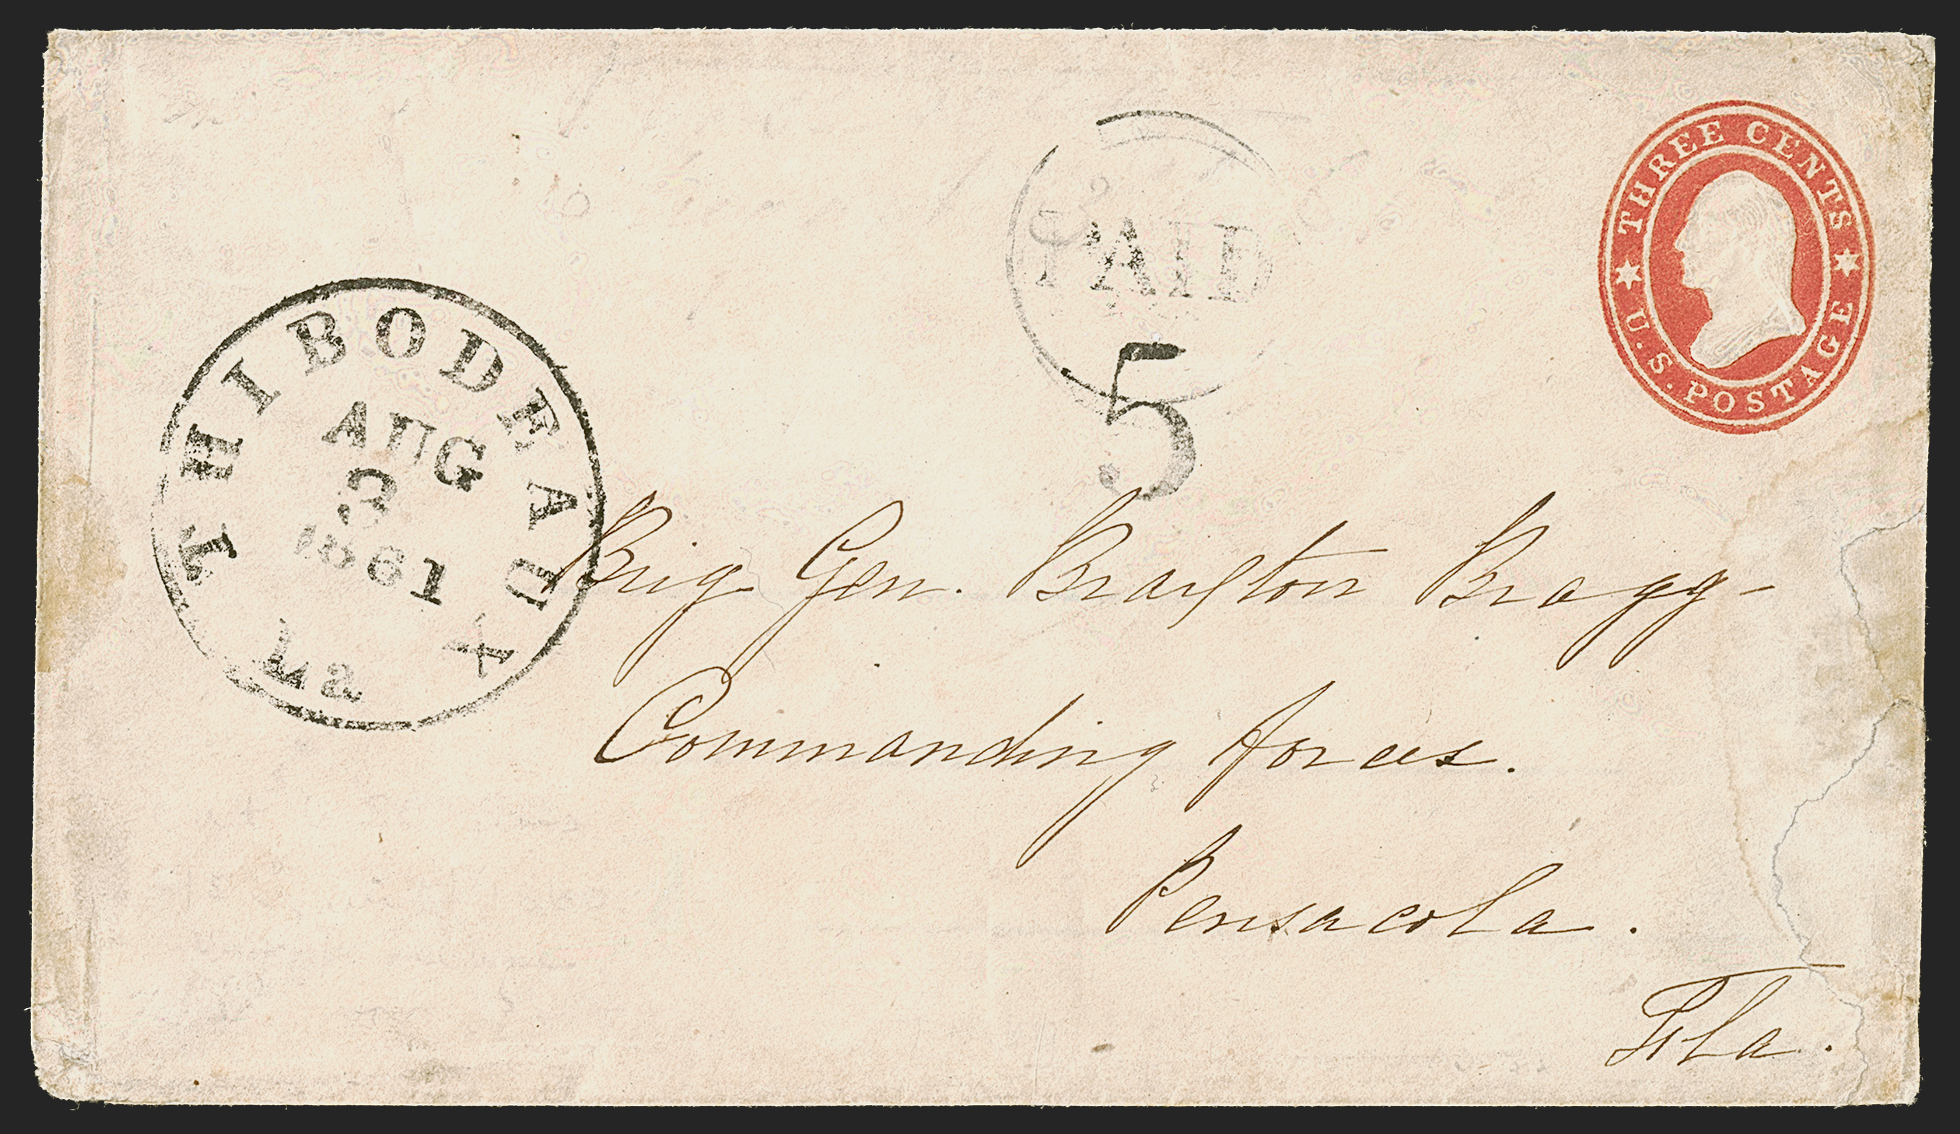 THREE CENTS
U.S. POSTAGE
PAID
5
THIBODEAUX
AUG
3
1861
La
Brig Gen. Braxton Bragg-
Commanding forces.
Pensacola.
Fla.